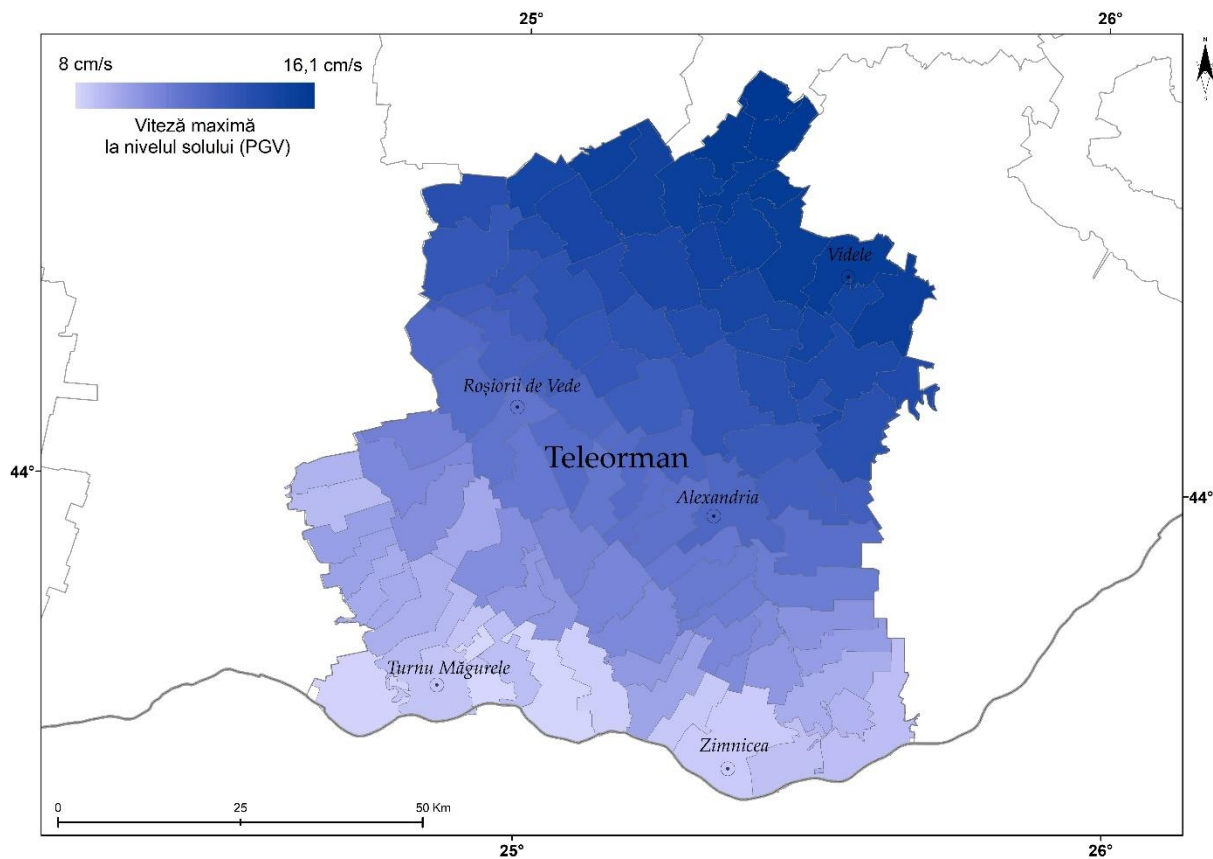 25°
26°
8 cm/s
16,1 cm/s
Viteză maximă
la nivelul solului (PGV)
N
S
Videle
Roșiorii de Vede
Teleorman
44°
Alexandria
44°
Turnu Măgurele
Zimnicea
0
25
50 Km
25°
26°